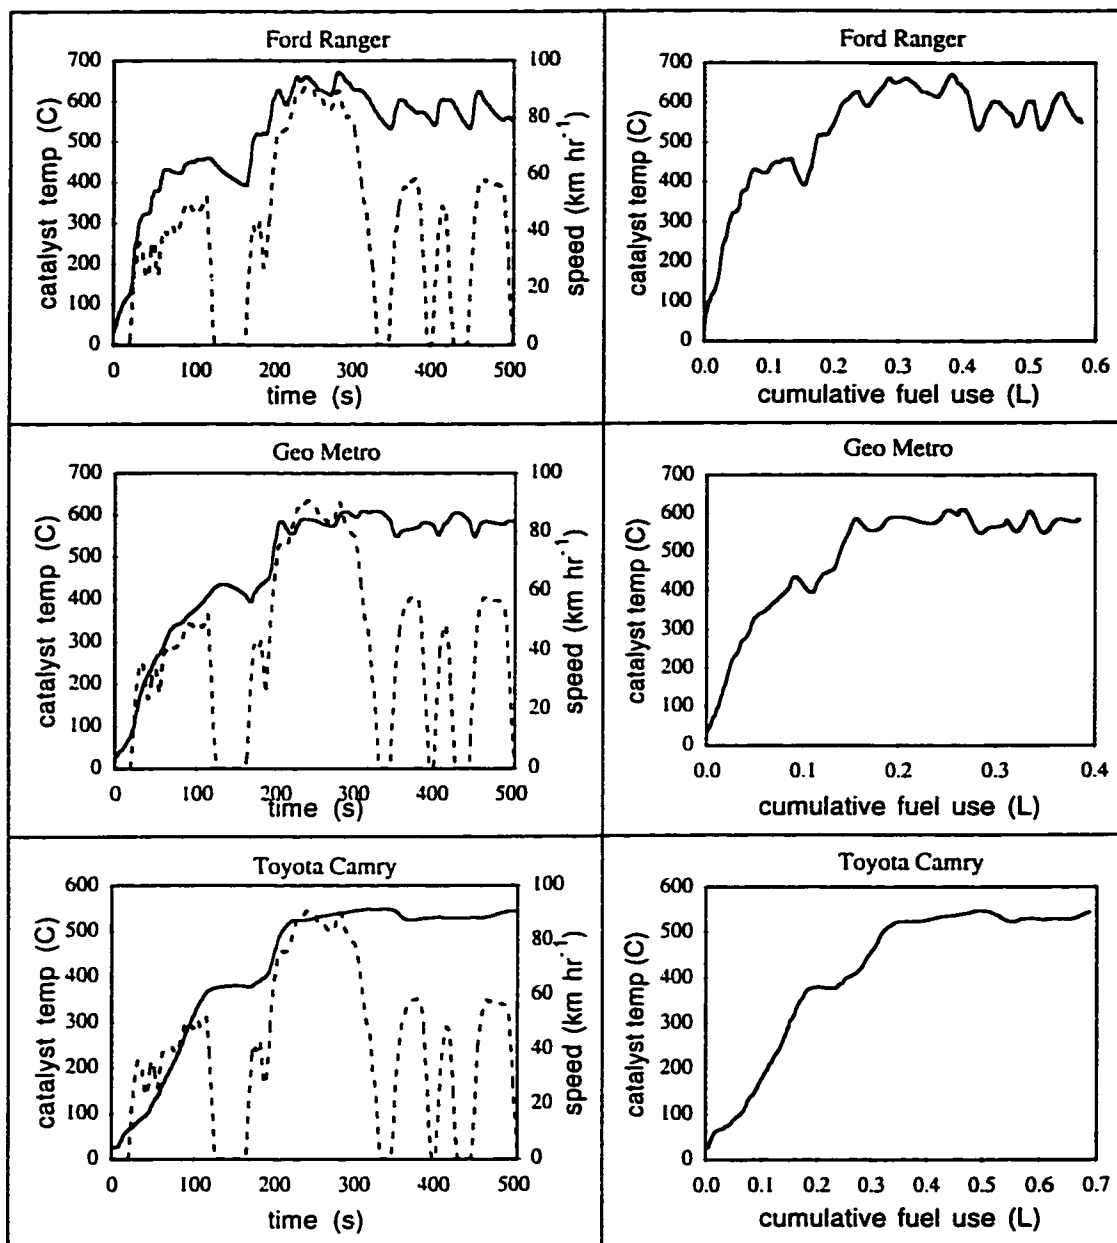 Ford Ranger
700
600
500
400
300
200
100
0
catalyst temp (C)
100
80
60
40
20
0
speed (km hr⁻¹)
0 100 200 300 400 500
time (s)
Ford Ranger
700
600
500
400
300
200
100
0
catalyst temp (C)
0.0 0.1 0.2 0.3 0.4 0.5 0.6
cumulative fuel use (L)
Geo Metro
700
600
500
400
300
200
100
0
catalyst temp (C)
100
80
60
40
20
0
speed (km hr⁻¹)
0 100 200 300 400 500
time (s)
Geo Metro
700
600
500
400
300
200
100
0
catalyst temp (C)
0.0 0.1 0.2 0.3 0.4
cumulative fuel use (L)
Toyota Camry
600
500
400
300
200
100
0
catalyst temp (C)
100
80
60
40
20
0
speed (km hr⁻¹)
0 100 200 300 400 500
time (s)
Toyota Camry
600
500
400
300
200
100
0
catalyst temp (C)
0.0 0.1 0.2 0.3 0.4 0.5 0.6 0.7
cumulative fuel use (L)